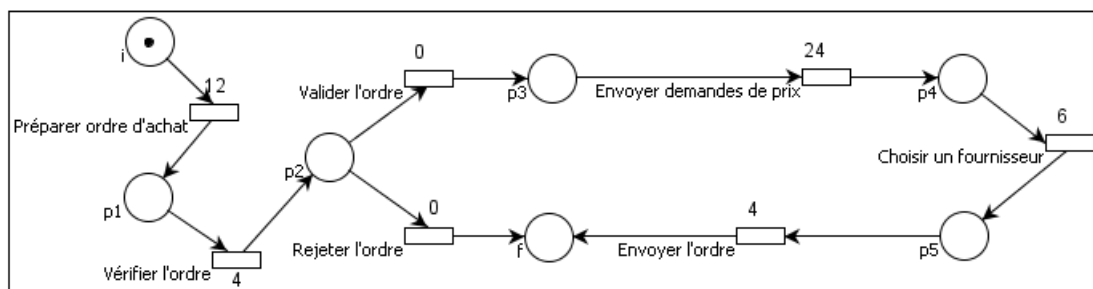 0
24
i
12
Valider l'ordre
p3
Envoyer demandes de prix
p4
6
Préparer ordre d'achat
p2
Choisir un fournisseur
p1
0
4
Rejeter l'ordre
f
Envoyer l'ordre
p5
Vérifier l'ordre
4